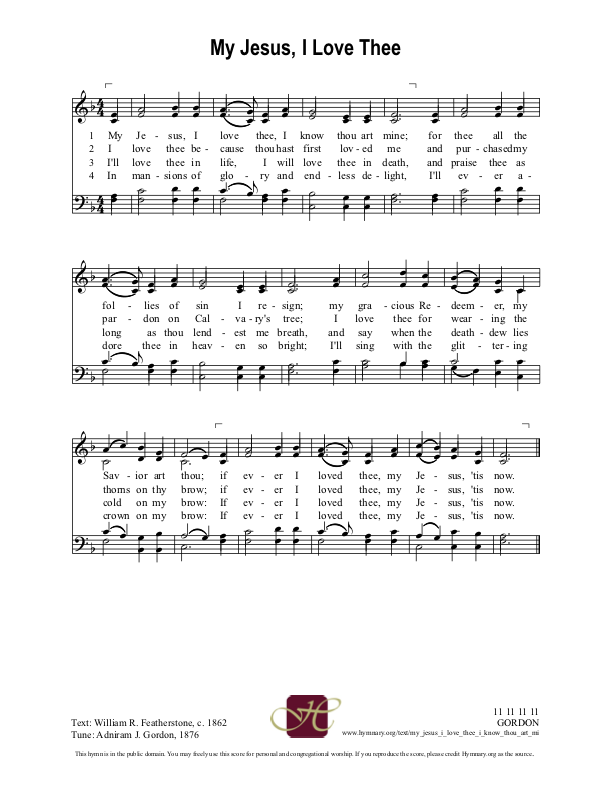 My Jesus, I Love Thee
1 My Je - sus, I love thee, I know thou art mine; for thee all the
2 I love thee be - cause thou hast first lov - ed me and pur - chased my
3 I'll love thee in life, I will love thee in death, and praise thee as
4 In man - sions of glo - ry and end - less de - light, I'll ev - er a -
fol - lies of sin I re - sign; my gra - cious Re - deem - er, my
par - don on Cal - va - ry's tree; I love thee for wear - ing the
long as thou lend - est me breath, and say when the death - dew lies
dore thee in heav - en so bright; I'll sing with the glit - ter - ing
Sav - ior art thou; if ev - er I loved thee, my Je - sus, 'tis now.
thorns on thy brow; if ev - er I loved thee, my Je - sus, 'tis now.
cold on my brow: If ev - er I loved thee, my Je - sus, 'tis now.
crown on my brow: If ev - er I loved thee, my Je - sus, 'tis now.
H
Text: William R. Featherstone, c. 1862
Tune: Adniram J. Gordon, 1876
11 11 11 11
GORDON
www.hymnary.org/text/my_jesus_i_love_thee_i_know_thou_art_mi
This hymn is in the public domain. You may freely use this score for personal and congregational worship. If you reproduce the score, please credit Hymnary.org as the source.